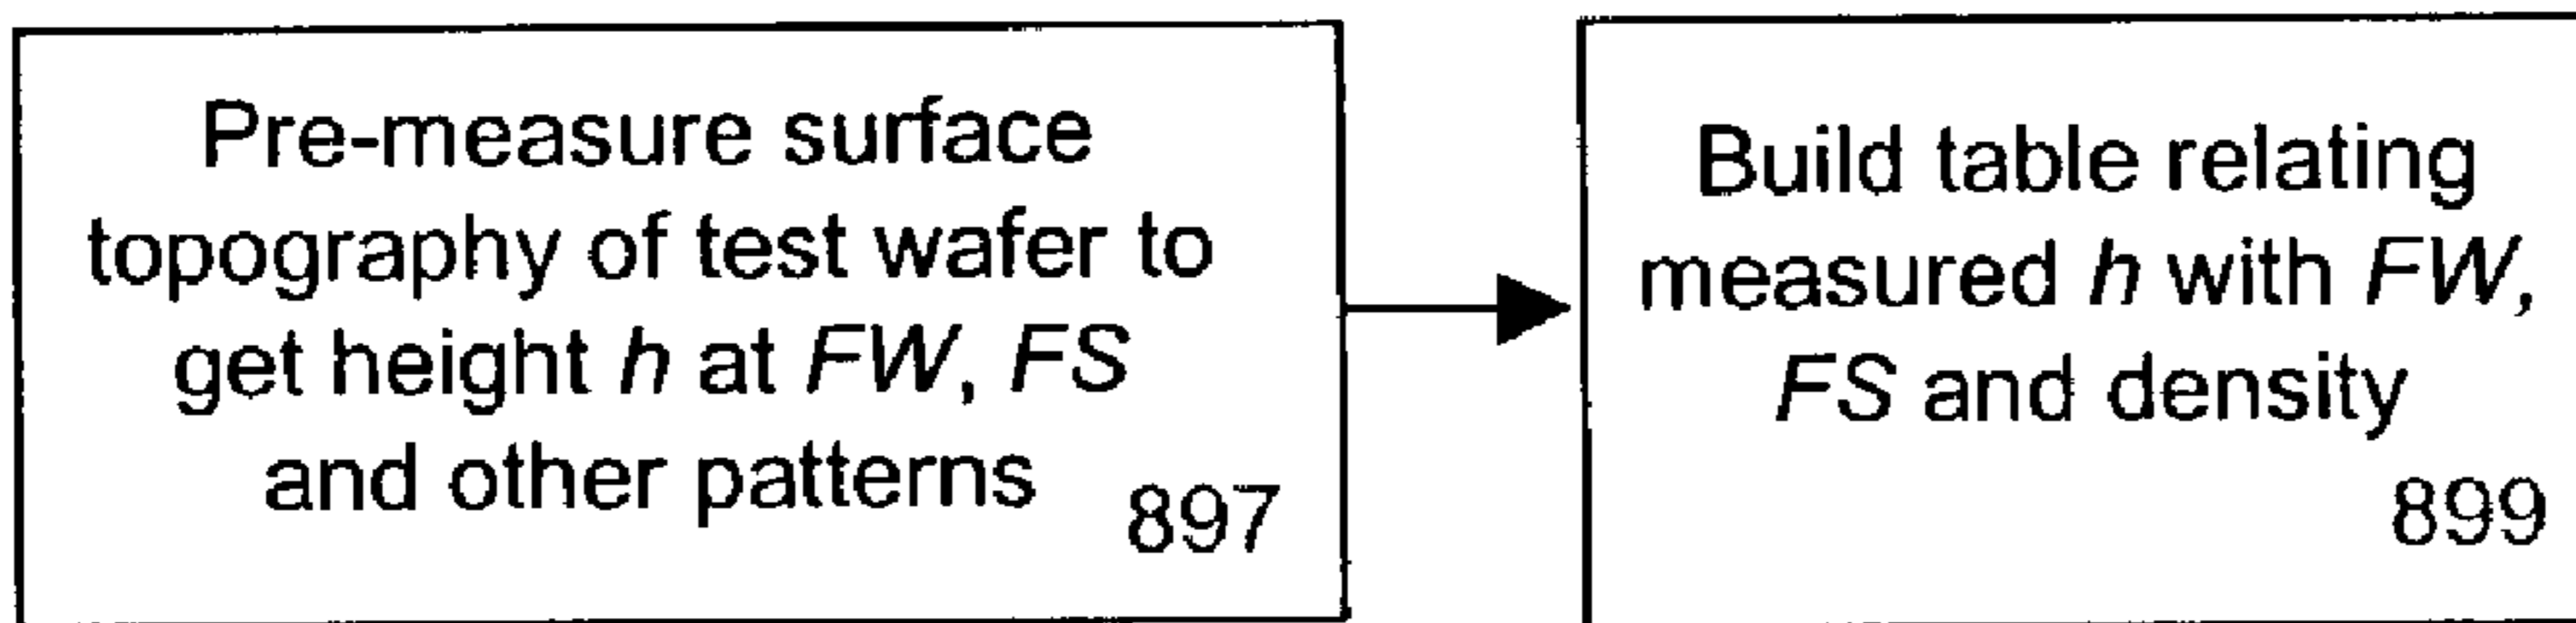 Pre-measure surface
topography of test wafer to
get height h at FW, FS
and other patterns
897
Build table relating
measured h with FW,
FS and density
899